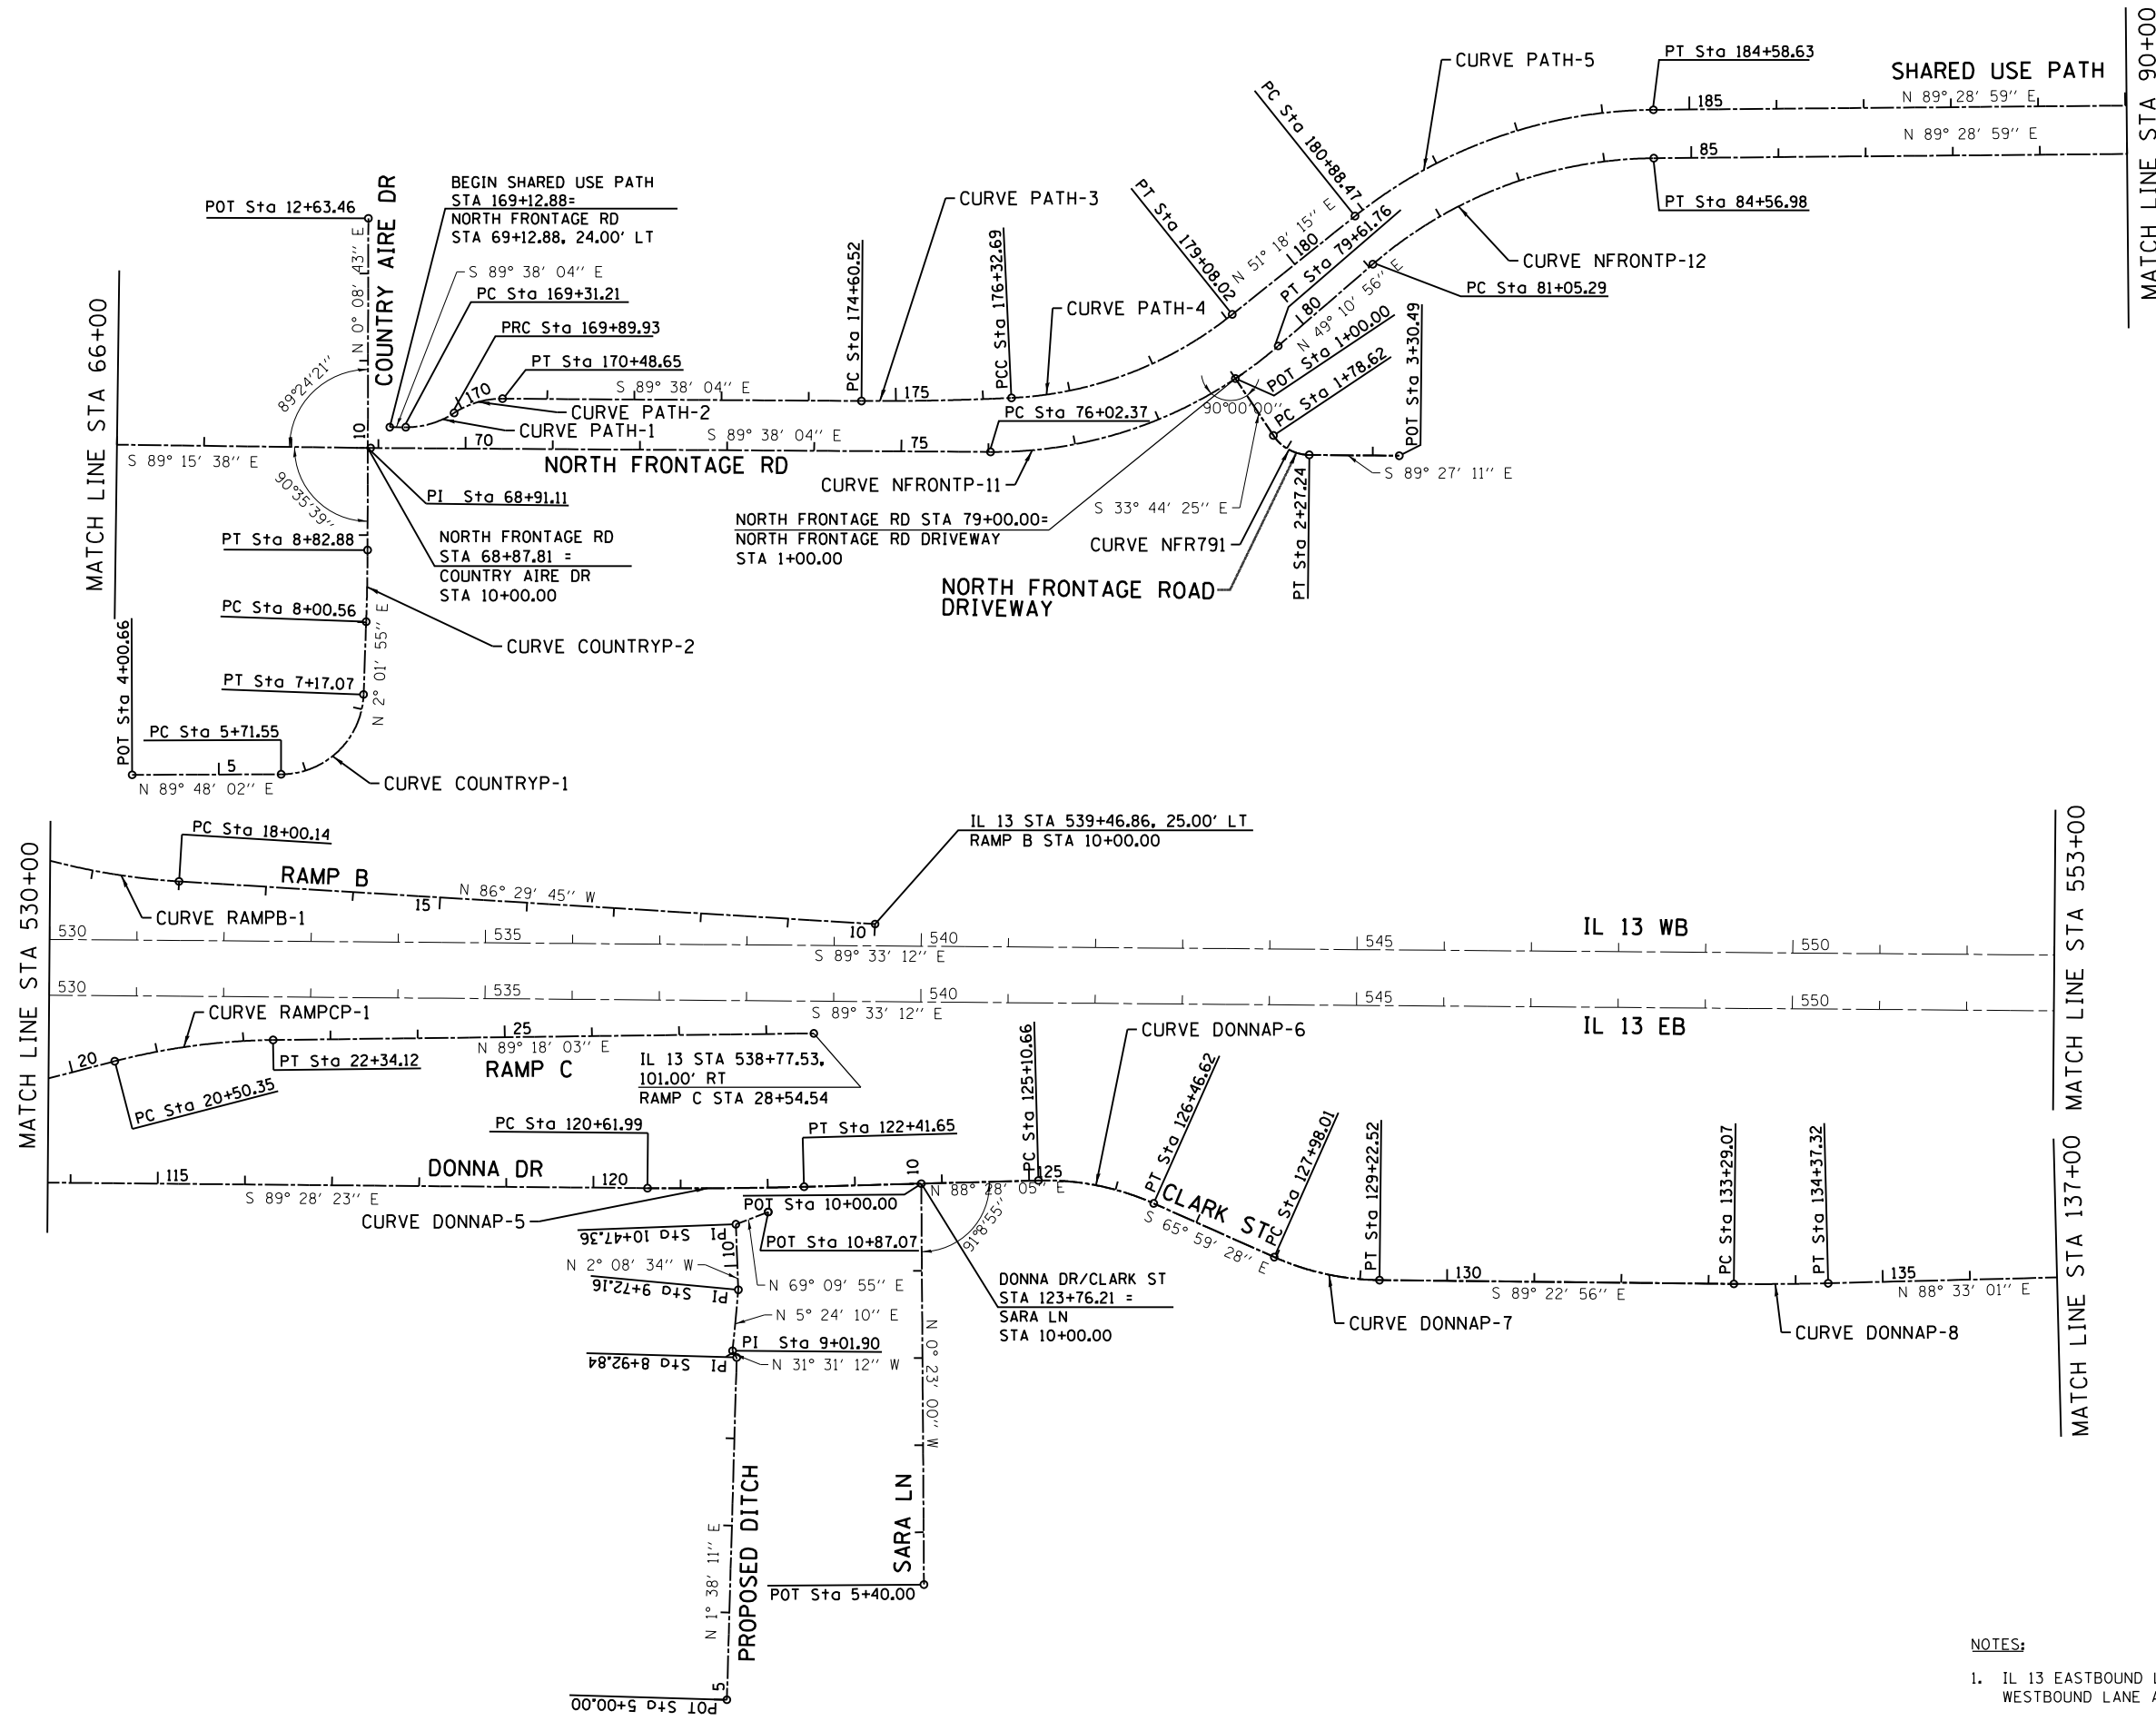 MATCH LINE STA 90+00
CURVE PATH-5
PT Sta 184+58.63
SHARED USE PATH
N 89° 28' 59'' E
185
N 89° 28' 59'' E
85
PT Sta 84+56.98
PC Sta 180+88.47
CURVE NFRONTP-12
PC Sta 81+05.29
PT Sta 179+08.02
N 51° 18' 15'' E
180
PT Sta 79+61.76
80
N 49° 10' 56'' E
POT Sta 1+00.00
PC Sta 1+78.62
POT Sta 3+30.49
90°00'00''
S 89° 27' 11'' E
S 33° 44' 25'' E
CURVE NFR791
PT Sta 2+27.24
NORTH FRONTAGE ROAD
DRIVEWAY
POT Sta 12+63.46
N 0° 08' 43'' E
COUNTRY AIRE DR
BEGIN SHARED USE PATH
STA 169+12.88=
NORTH FRONTAGE RD
STA 69+12.88, 24.00' LT
S 89° 38' 04'' E
PC Sta 169+31.21
PRC Sta 169+89.93
PT Sta 170+48.65
170
S 89° 38' 04'' E
CURVE PATH-2
CURVE PATH-1
CURVE PATH-3
PC Sta 174+60.52
175
PCC Sta 176+32.69
CURVE PATH-4
PC Sta 76+02.37
MATCH LINE STA 66+00
89°24'21''
10
70
S 89° 38' 04'' E
75
S 89° 15' 38'' E
NORTH FRONTAGE RD
CURVE NFRONTP-11
90°35'39''
PI Sta 68+91.11
NORTH FRONTAGE RD STA 79+00.00=
NORTH FRONTAGE RD DRIVEWAY
STA 1+00.00
NORTH FRONTAGE RD
STA 68+87.81 =
COUNTRY AIRE DR
STA 10+00.00
PT Sta 8+82.88
PC Sta 8+00.56
N 2° 01' 55'' E
CURVE COUNTRYP-2
PT Sta 7+17.07
POT Sta 4+00.66
PC Sta 5+71.55
5
N 89° 48' 02'' E
CURVE COUNTRYP-1
MATCH LINE STA 530+00
PC Sta 18+00.14
RAMP B
N 86° 29' 45'' W
15
CURVE RAMPB-1
IL 13 STA 539+46.86, 25.00' LT
RAMP B STA 10+00.00
10
530
535
540
545
550
IL 13 WB
S 89° 33' 12'' E
MATCH LINE STA 553+00
530
535
540
545
550
S 89° 33' 12'' E
IL 13 EB
CURVE RAMPCP-1
20
25
N 89° 18' 03'' E
RAMP C
PT Sta 22+34.12
PC Sta 20+50.35
IL 13 STA 538+77.53,
101.00' RT
RAMP C STA 28+54.54
PC Sta 120+61.99
PT Sta 122+41.65
115
DONNA DR
120
S 89° 28' 23'' E
CURVE DONNAP-5
10
N 88° 28' 05'' E
PC Sta 125+10.66
125
CURVE DONNAP-6
PT Sta 126+46.62
CLARK ST
S 65° 59' 28'' E
PC Sta 127+98.01
PT Sta 129+22.52
CURVE DONNAP-7
130
S 89° 22' 56'' E
PC Sta 133+29.07
PT Sta 134+37.32
135
N 88° 33' 01'' E
CURVE DONNAP-8
MATCH LINE STA 137+00
POT Sta 10+00.00
91°8'55''
PI Sta 10+47.36
POT Sta 10+87.07
10
N 2° 08' 34'' W
N 69° 09' 55'' E
PI Sta 9+72.16
N 5° 24' 10'' E
PI Sta 9+01.90
PI Sta 8+92.84
N 31° 31' 12'' W
DONNA DR/CLARK ST
STA 123+76.21 =
SARA LN
STA 10+00.00
N 0° 23' 00'' W
SARA LN
POT Sta 5+40.00
N 1° 38' 11'' E
PROPOSED DITCH
5
POT Sta 5+00.00
NOTES:
1. IL 13 EASTBOUND
WESTBOUND LANE